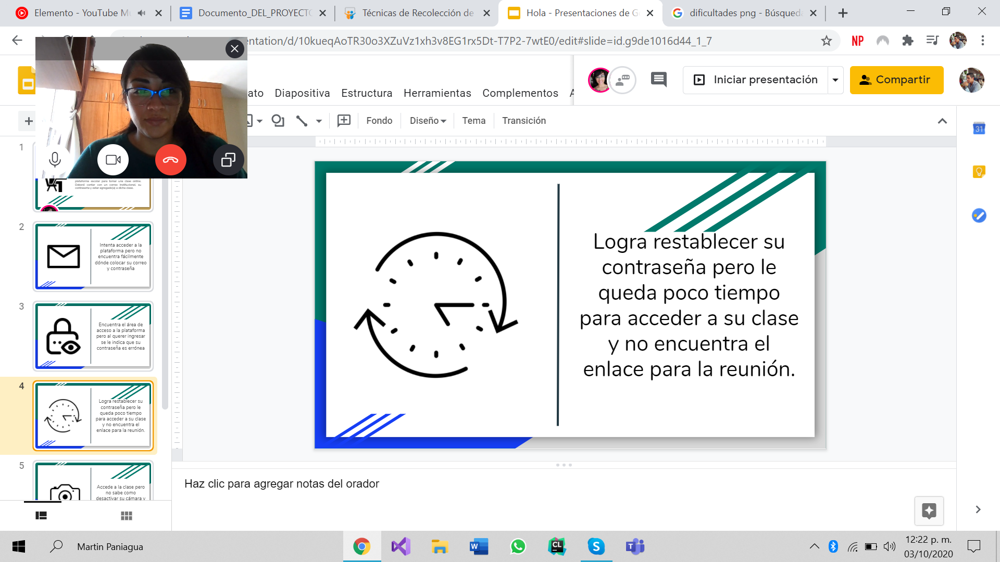 Elemento - YouTube Mu
Documento_DEL_PROYECTO
Técnicas de Recolección de
Hola - Presentaciones de Go
dificultades png - Búsqueda
entation/d/10kueqAoTR30o3XZuVz1xh3v8EG1rx5Dt-T7P2-7wtE0/edit#slide=id.g9de1016d44_1_7
NP
ato
Diapositiva
Estructura
Herramientas
Complementos
A
Iniciar presentación
Compartir
Fondo
Diseño
Tema
Transición
31
1
plataforma escolar para tomar una clase online.
Deberá contar con un correo institucional, su
contraseña y estar agregado(a) a dicha clase.
2
Intenta acceder a la
plataforma pero no
encuentra fácilmente
dónde colocar su correo
y contraseña
3
Encuentra el área de
acceso a la plataforma
pero al querer ingresar
se le indica que su
contraseña es errónea
4
Logra restablecer su
contraseña pero le
queda poco tiempo
para acceder a su clase
y no encuentra el
enlace para la reunión.
5
Accede a la clase pero
no sabe como
desactivar su cámara y
Logra restablecer su
contraseña pero le
queda poco tiempo
para acceder a su clase
y no encuentra el
enlace para la reunión.
Haz clic para agregar notas del orador
Martin Paniagua
W
CL
S
T
12:22 p. m.
03/10/2020